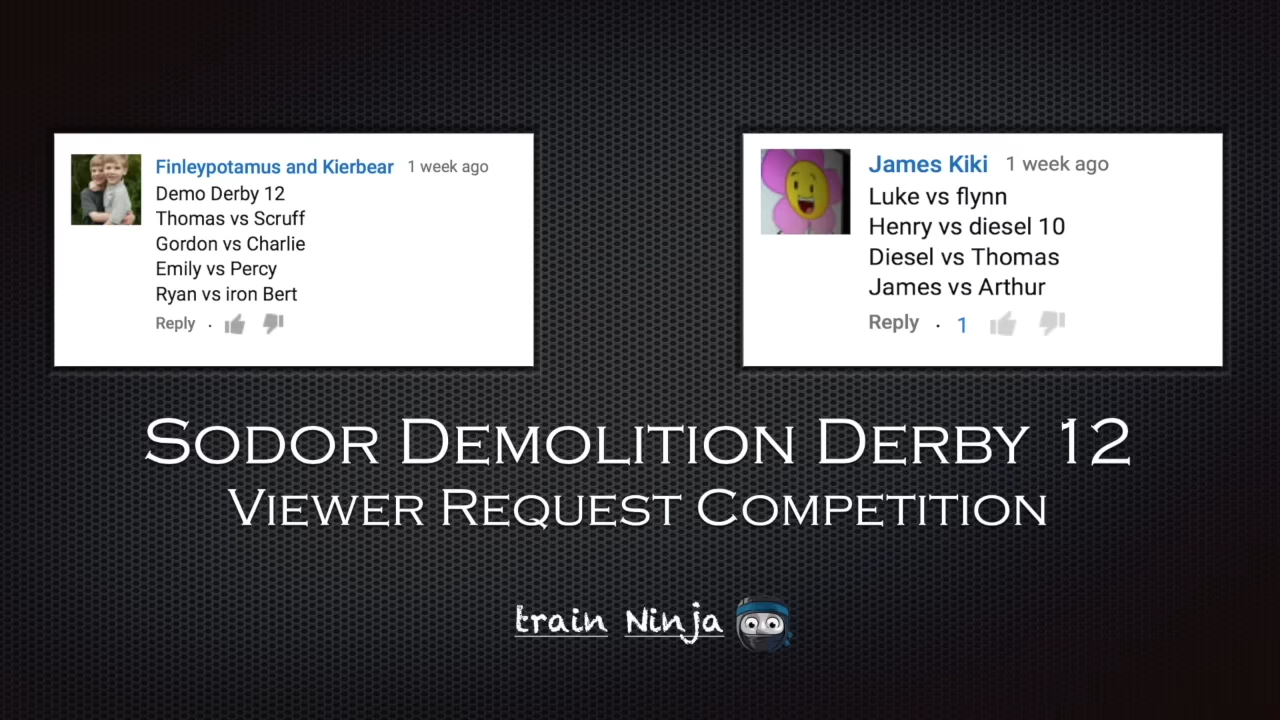 Finleypotamus and Kierbear 1 week ago
Demo Derby 12
Thomas vs Scruff
Gordon vs Charlie
Emily vs Percy
Ryan vs iron Bert
Reply ·
James Kiki 1 week ago
Luke vs flynn
Henry vs diesel 10
Diesel vs Thomas
James vs Arthur
Reply · 1
Sodor Demolition Derby 12
Viewer Request Competition
train Ninja